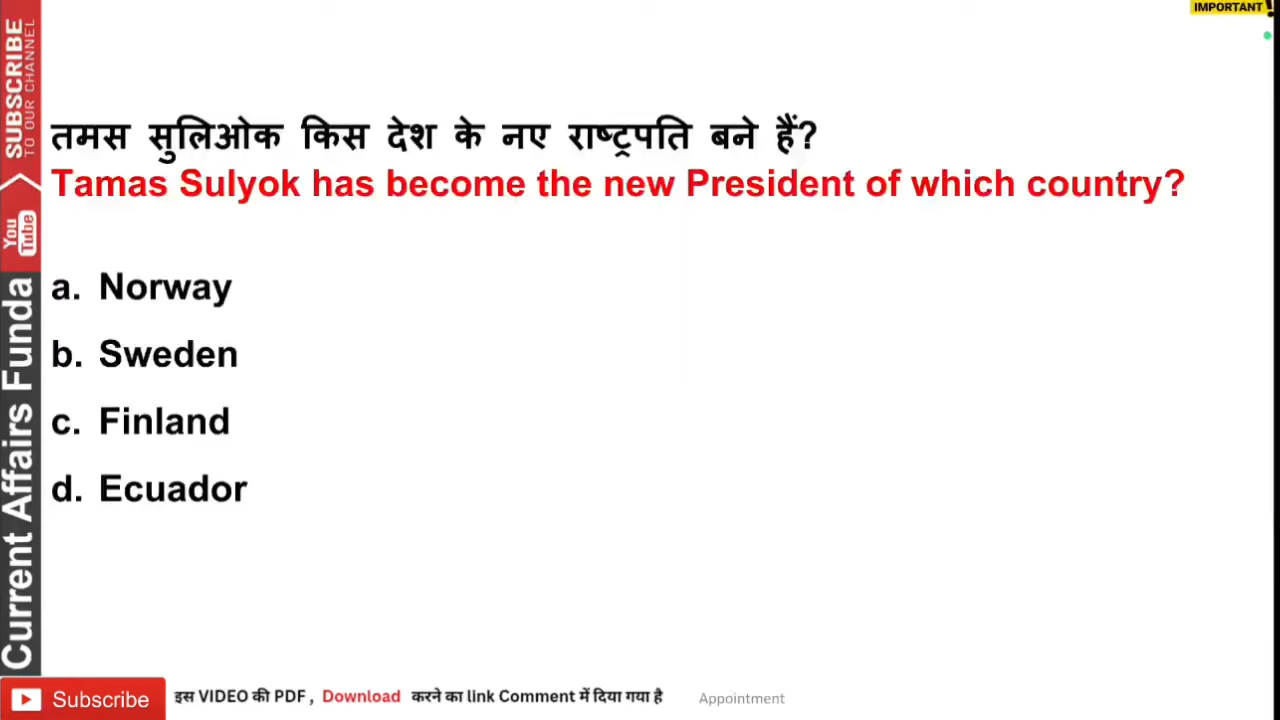 IMPORTANT !
तमस सुलिओक किस देश के नए राष्ट्रपति बने हैं?
Tamas Sulyok has become the new President of which country?
a. Norway
b. Sweden
c. Finland
d. Ecuador
SUBSCRIBE
TO OUR CHANNEL
You Tube
Current Affairs Funda
Subscribe
इस VIDEO की PDF , Download करने का link Comment में दिया गया है
Appointment